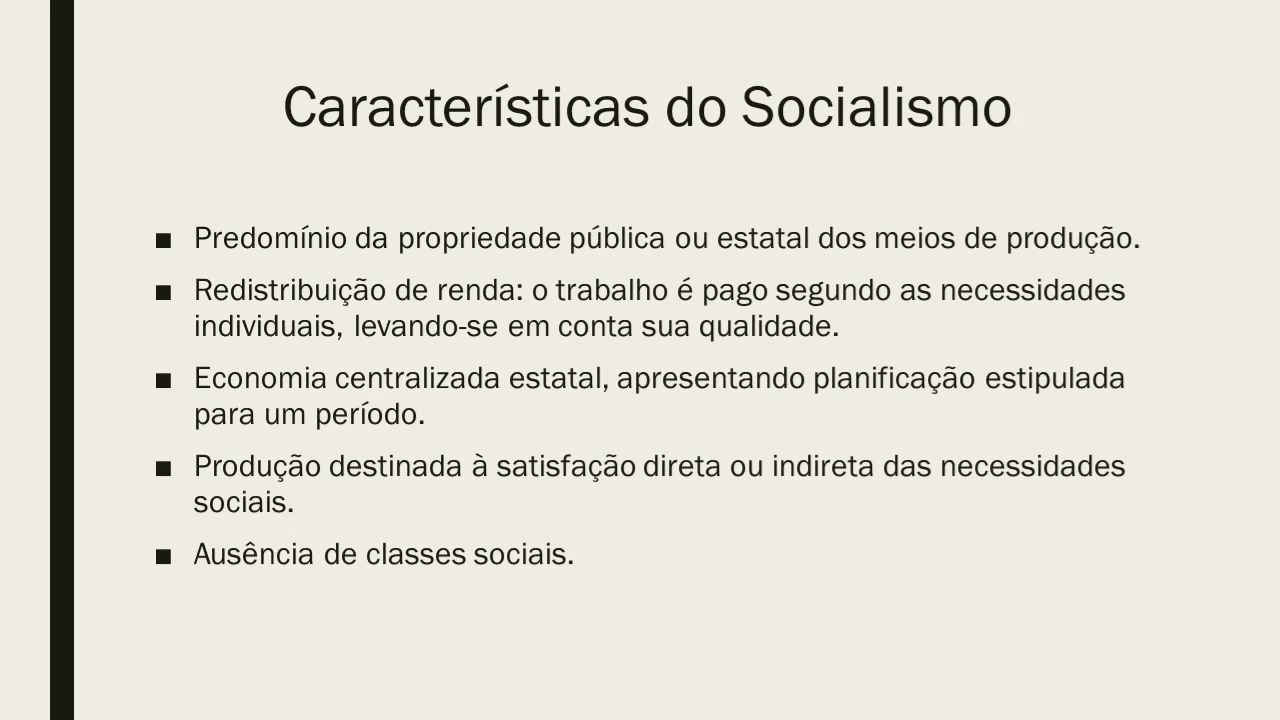 Características do Socialismo
■ Predomínio da propriedade pública ou estatal dos meios de produção.
■ Redistribuição de renda: o trabalho é pago segundo as necessidades
individuais, levando-se em conta sua qualidade.
■ Economia centralizada estatal, apresentando planificação estipulada
para um período.
■ Produção destinada à satisfação direta ou indireta das necessidades
sociais.
■ Ausência de classes sociais.